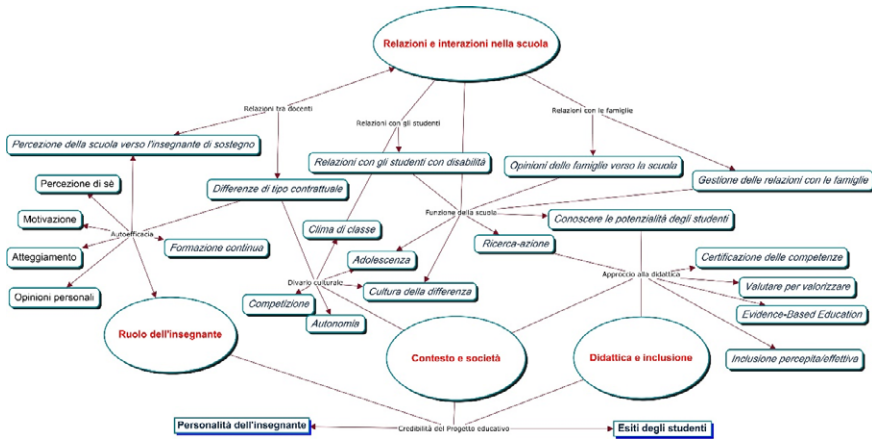 Relazioni e interazioni nella scuola
Relazioni tra docenti
Relazioni con le famiglie
Relazioni con gli studenti
Percezione della scuola verso l'insegnante di sostegno
Relazioni con gli studenti con disabilità
Opinioni delle famiglie verso la scuola
Percezione di sè
Differenze di tipo contrattuale
Gestione delle relazioni con le famiglie
Motivazione
Clima di classe
Funzione della scuola
Conoscere le potenzialità degli studenti
Autoefficacia
Formazione continua
Ricerca-azione
Atteggiamento
Adolescenza
Certificazione delle competenze
Divario culturale
Approccio alla didattica
Opinioni personali
Competizione
Cultura della differenza
Valutare per valorizzare
Autonomia
Evidence-Based Education
Ruolo dell'insegnante
Contesto e società
Didattica e inclusione
Inclusione percepita/effettiva
Personalità dell'insegnante
Credibilità del Progetto educativo
Esiti degli studenti